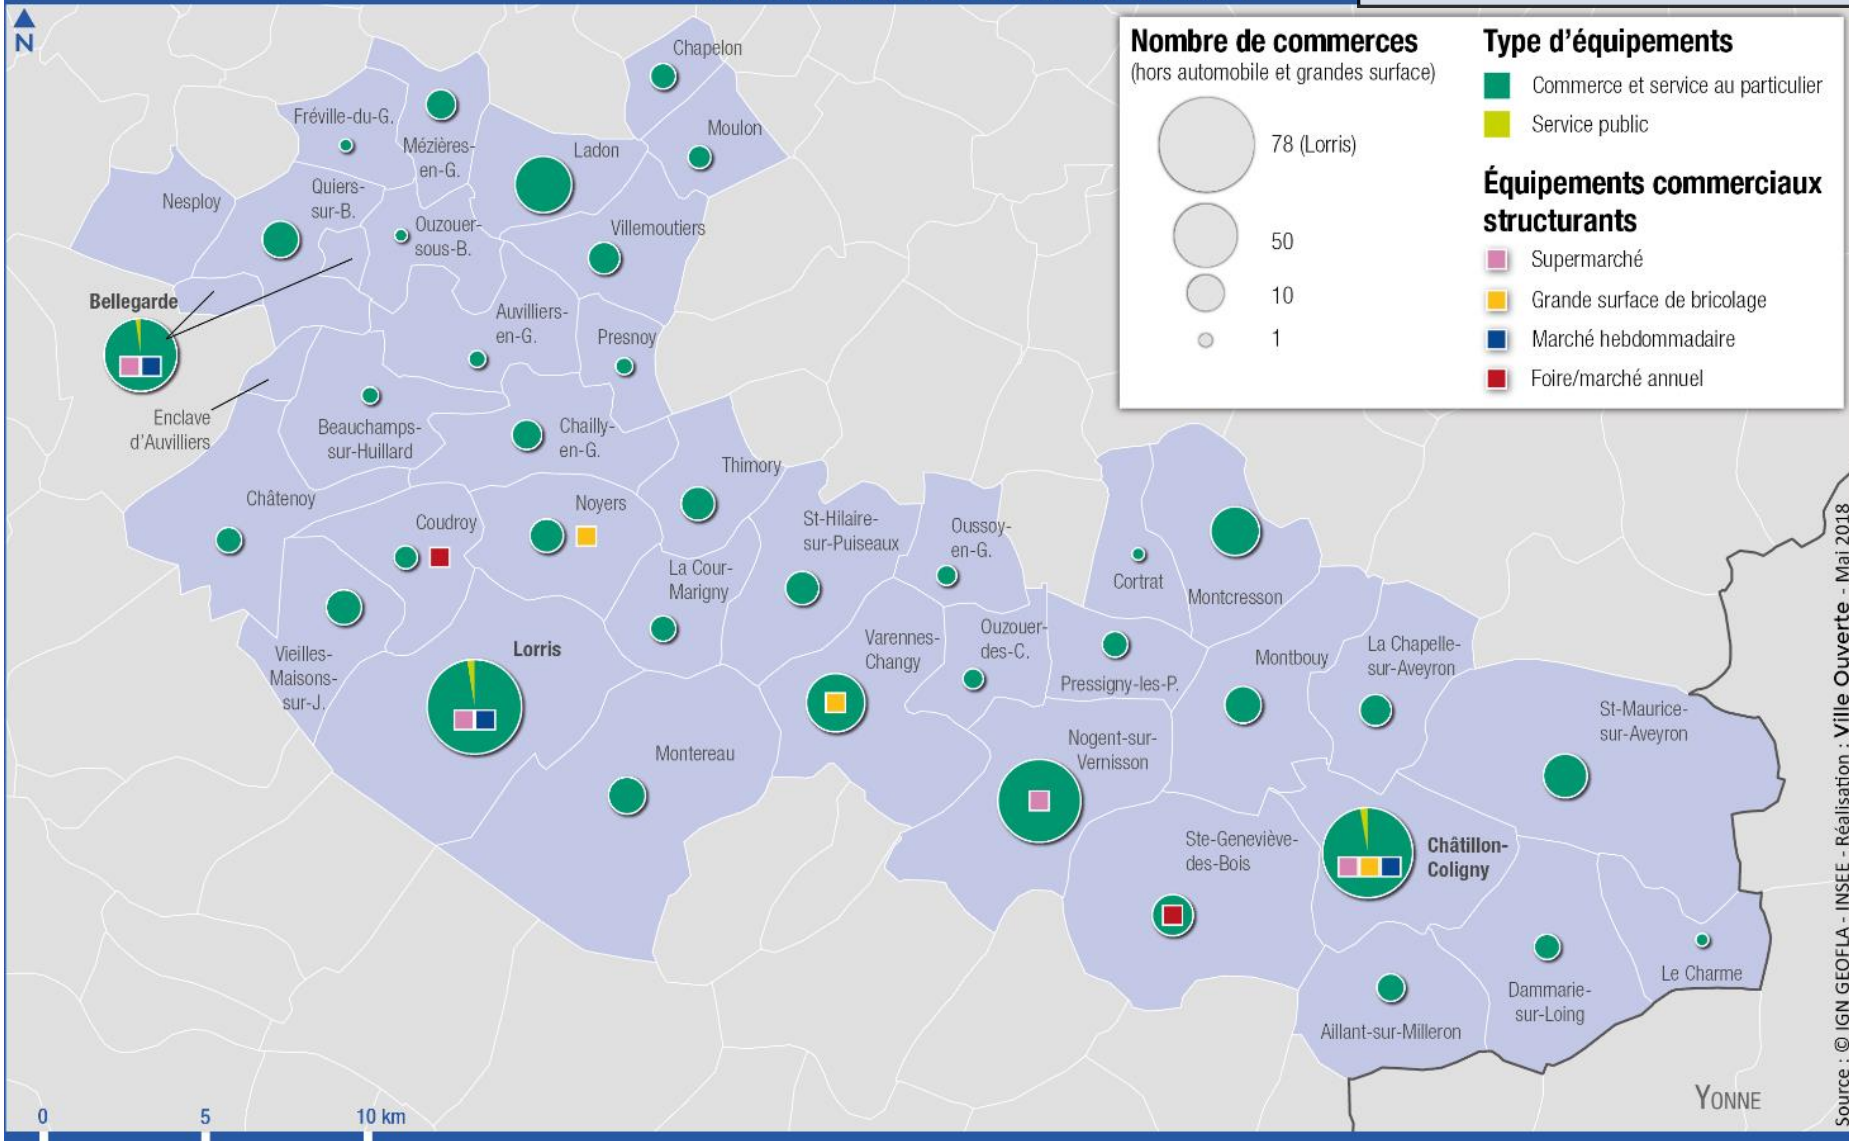 N
Nombre de commerces
(hors automobile et grandes surface)
78 (Lorris)
50
10
1
Type d'équipements
Commerce et service au particulier
Service public
Équipements commerciaux
structurants
Supermarché
Grande surface de bricolage
Marché hebdommadaire
Foire/marché annuel
Chapelon
Fréville-du-G.
Mézières-
en-G.
Moulon
Ladon
Nesploy
Quiers-
sur-B.
Ouzouer-
sous-B.
Villemoutiers
Bellegarde
Auvilliers-
en-G.
Presnoy
Enclave
d'Auvilliers
Beauchamps-
sur-Huillard
Chailly-
en-G.
Thimory
Châtenoy
Coudroy
Noyers
St-Hilaire-
sur-Puiseaux
Oussoy-
en-G.
La Cour-
Marigny
Cortrat
Montcresson
Vieilles-
Maisons-
sur-J.
Lorris
Varennes-
Changy
Ouzouer-
des-C.
Pressigny-les-P.
Montbouy
La Chapelle-
sur-Aveyron
St-Maurice-
sur-Aveyron
Montereau
Nogent-sur-
Vernisson
Ste-Geneviève-
des-Bois
Châtillon-
Coligny
Le Charme
Dammarie-
sur-Loing
Aillant-sur-Milleron
YONNE
0 5 10 km
Source : © IGN GEOFLA - INSEE - Réalisation : Ville Ouverte - Mai 2018